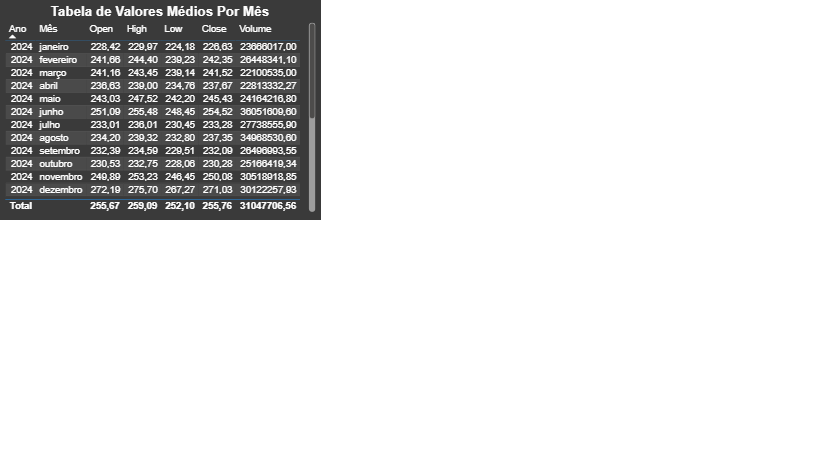 Tabela de Valores Médios Por Mês
Ano Mês Open High Low Close Volume
2024 janeiro 228,42 229,97 224,18 226,63 23666017,00
2024 fevereiro 241,66 244,40 239,23 242,35 26448341,10
2024 março 241,16 243,45 239,14 241,52 22100535,00
2024 abril 236,63 239,00 234,76 237,67 22813332,27
2024 maio 243,03 247,52 242,20 245,43 24164216,80
2024 junho 251,09 255,48 248,45 254,52 36051609,60
2024 julho 233,01 236,01 230,45 233,28 27738555,90
2024 agosto 234,20 239,32 232,80 237,35 34968530,60
2024 setembro 232,39 234,59 229,51 232,09 26496993,55
2024 outubro 230,53 232,75 228,06 230,28 25166419,34
2024 novembro 249,89 253,23 246,45 250,08 30518918,85
2024 dezembro 272,19 275,70 267,27 271,03 30122257,93
Total 255,67 259,09 252,10 255,76 31047706,56